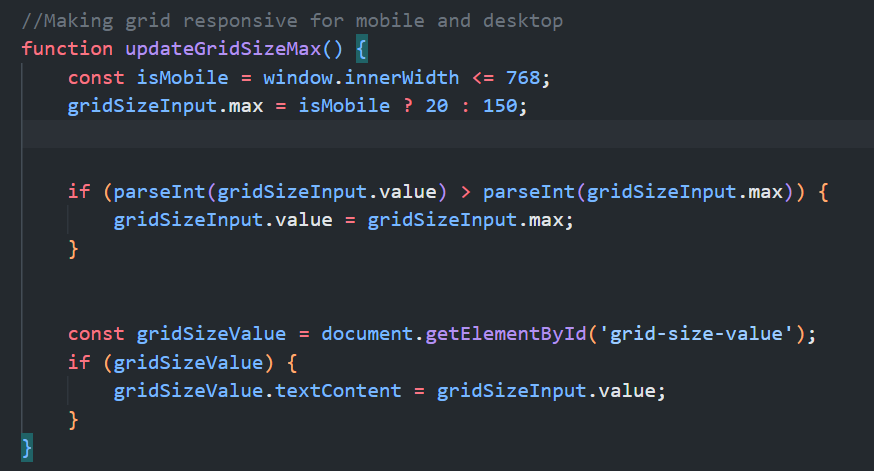 //Making grid responsive for mobile and desktop
function updateGridSizeMax() {
    const isMobile = window.innerWidth <= 768;
    gridSizeInput.max = isMobile ? 20 : 150;
    if (parseInt(gridSizeInput.value) > parseInt(gridSizeInput.max)) {
        gridSizeInput.value = gridSizeInput.max;
    }
    const gridSizeValue = document.getElementById('grid-size-value');
    if (gridSizeValue) {
        gridSizeValue.textContent = gridSizeInput.value;
    }
}